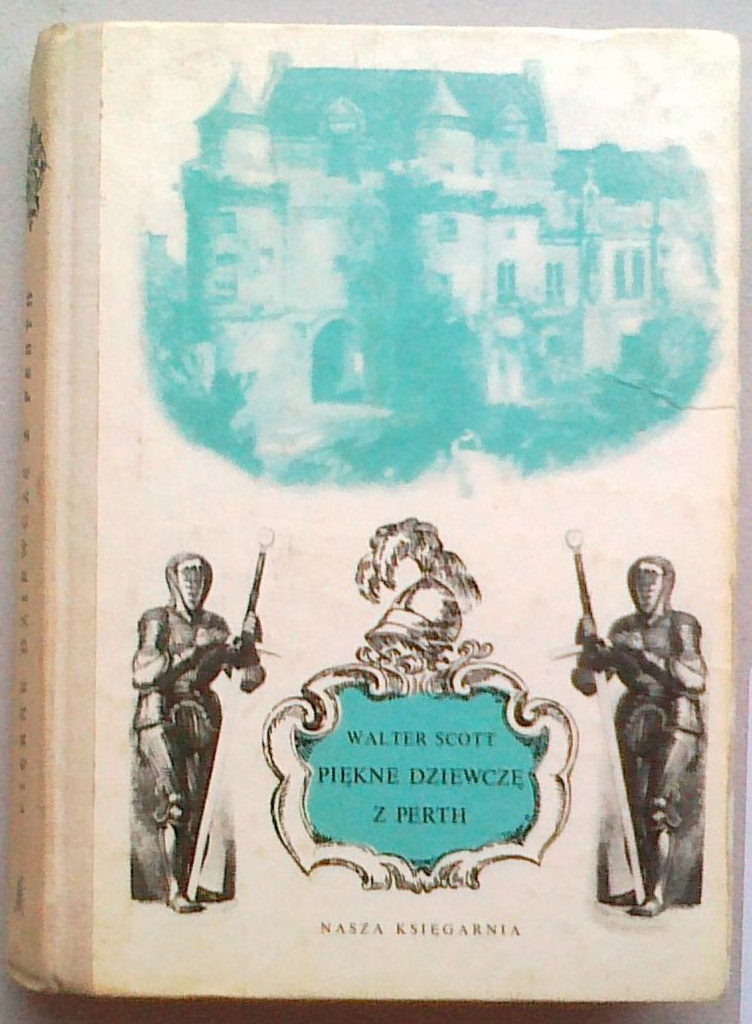 WALTER SCOTT
PIĘKNE DZIEWCZĘ
Z PERTH
NASZA KSIĘGARNIA